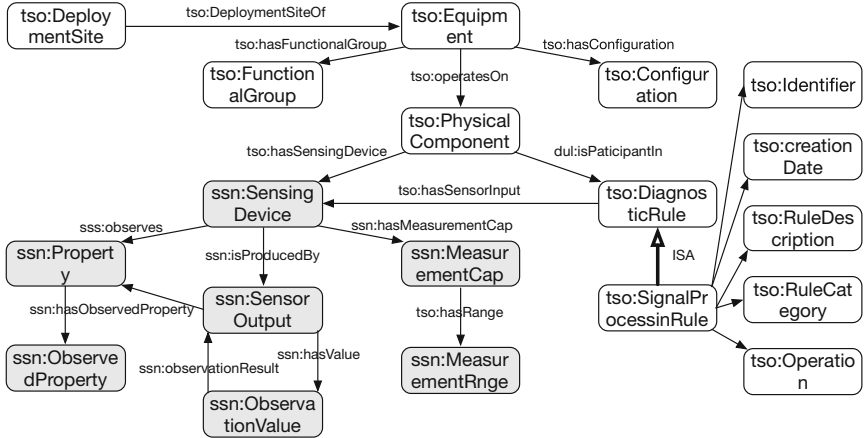 tso:Deplo
ymentSite
tso:DeploymentSiteOf
tso:Equipm
ent
tso:hasFunctionalGroup
tso:hasConfiguration
tso:Function
alGroup
tso:operatesOn
tso:Configur
ation
tso:Identifier
tso:Physical
Component
tso:hasSensingDevice
dul:isPaticipantIn
tso:creation
Date
ssn:Sensing
Device
tso:hasSensorInput
tso:Diagnos
ticRule
tso:RuleDes
cription
sss:observes
ssn:isProducedBy
ssn:hasMeasurementCap
ssn:Propert
y
ssn:Measur
ementCap
ISA
tso:RuleCat
egory
ssn:hasObservedProperty
ssn:Sensor
Output
tso:hasRange
tso:SignalPr
ocessinRule
ssn:Observe
dProperty
ssn:observationResult
ssn:hasValue
ssn:Measur
ementRnge
tso:Operatio
n
ssn:Observa
tionValue